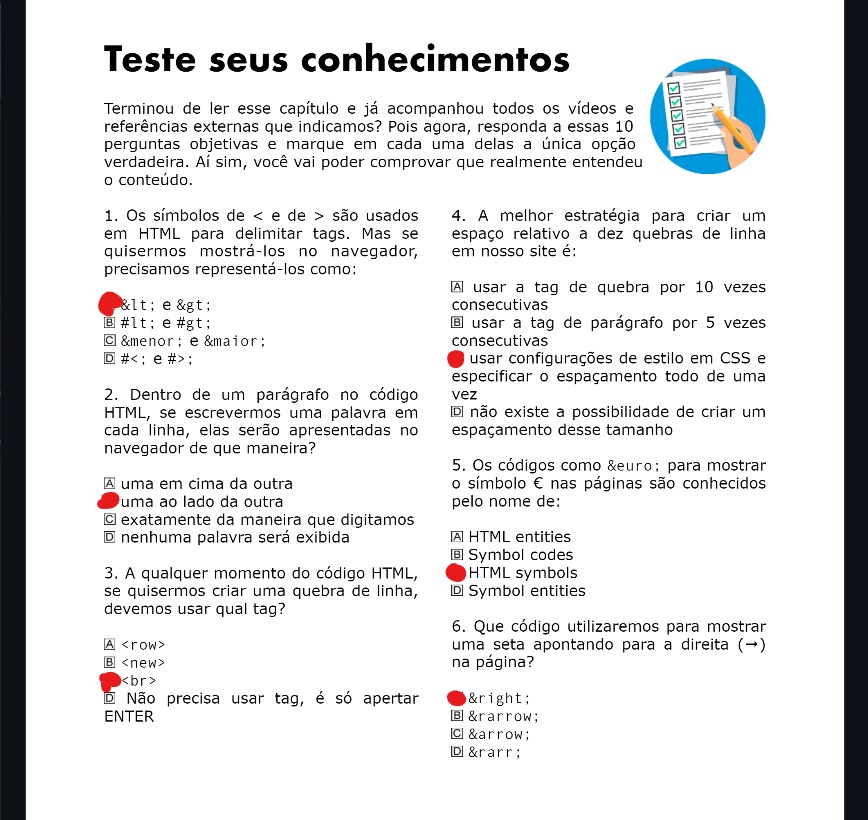 Teste seus conhecimentos
Terminou de ler esse capítulo e já acompanhou todos os vídeos e
referências externas que indicamos? Pois agora, responda a essas 10
perguntas objetivas e marque em cada uma delas a única opção
verdadeira. Aí sim, você vai poder comprovar que realmente entendeu
o conteúdo.
1. Os símbolos de < e de > são usados
em HTML para delimitar tags. Mas se
quisermos mostrá-los no navegador,
precisamos representá-los como:
&lt; e &gt;
B #lt; e #gt;
C &menor; e &maior;
D #<; e #>;
2. Dentro de um parágrafo no código
HTML, se escrevermos uma palavra em
cada linha, elas serão apresentadas no
navegador de que maneira?
A uma em cima da outra
uma ao lado da outra
C exatamente da maneira que digitamos
D nenhuma palavra será exibida
3. A qualquer momento do código HTML,
se quisermos criar uma quebra de linha,
devemos usar qual tag?
A <row>
B <new>
<br>
D Não precisa usar tag, é só apertar
ENTER
4. A melhor estratégia para criar um
espaço relativo a dez quebras de linha
em nosso site é:
A usar a tag de quebra por 10 vezes
consecutivas
B usar a tag de parágrafo por 5 vezes
consecutivas
usar configurações de estilo em CSS e
especificar o espaçamento todo de uma
vez
D não existe a possibilidade de criar um
espaçamento desse tamanho
5. Os códigos como &euro; para mostrar
o símbolo € nas páginas são conhecidos
pelo nome de:
A HTML entities
B Symbol codes
HTML symbols
D Symbol entities
6. Que código utilizaremos para mostrar
uma seta apontando para a direita (→)
na página?
&right;
B &rarrow;
C &arrow;
D &rarr;